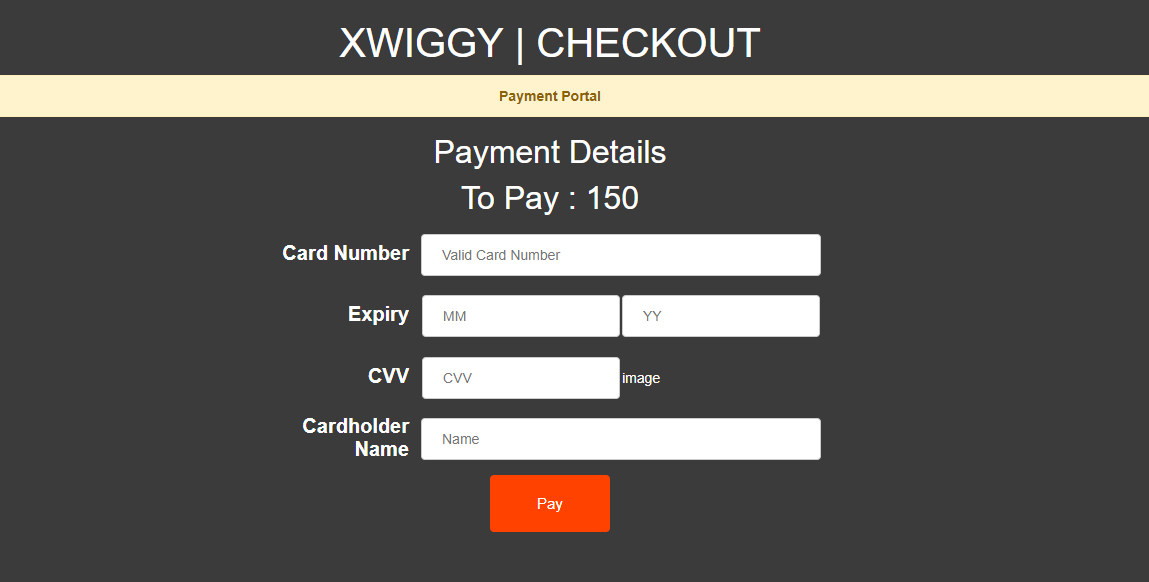 XWIGGY | CHECKOUT
Payment Portal
Payment Details
To Pay : 150
Card Number Valid Card Number
Expiry MM YY
CVV CVV image
Cardholder
Name Name
Pay